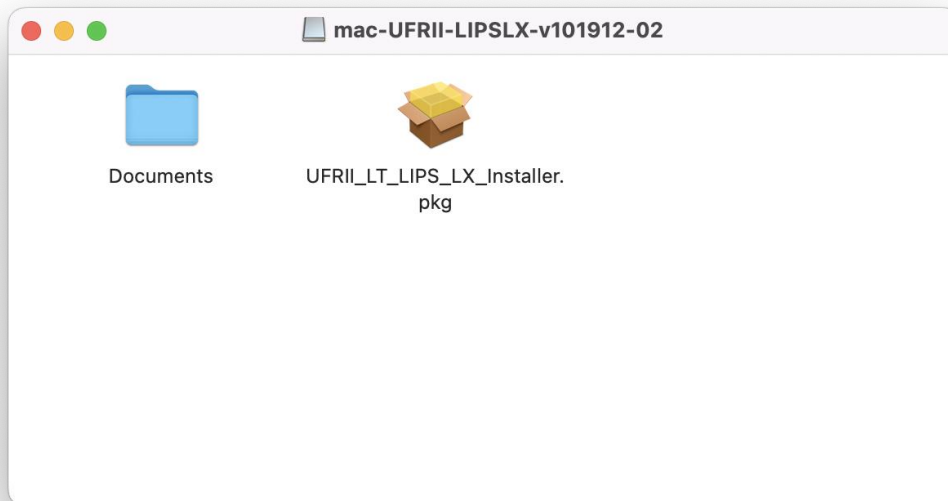 mac-UFRII-LIPSLX-v101912-02
Documents
UFRII_LT_LIPS_LX_Installer.
pkg